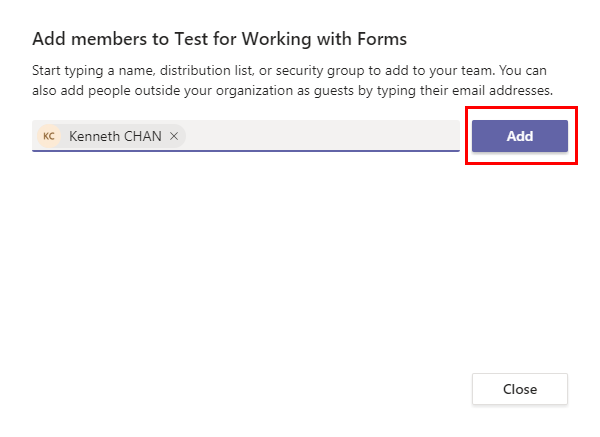 Add members to Test for Working with Forms
Start typing a name, distribution list, or security group to add to your team. You can
also add people outside your organization as guests by typing their email addresses.
KC Kenneth CHAN ×
Add
Close